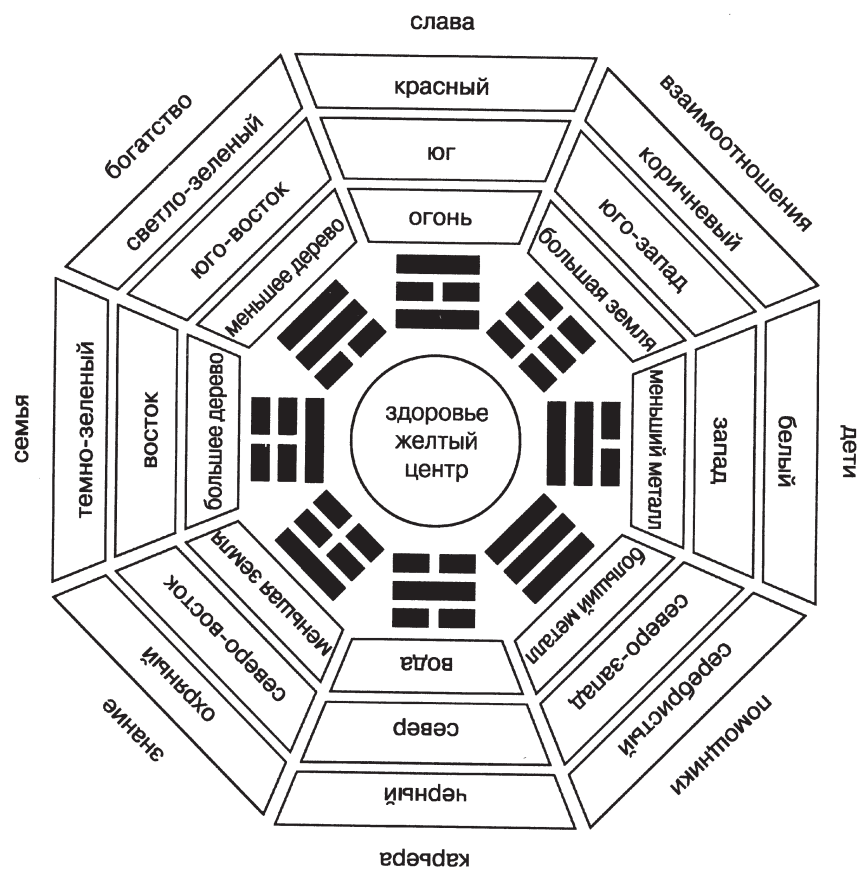 слава
красный
юг
огонь
взаимоотношения
коричневый
юго-запад
большая земля
дети
белый
запад
меньший металл
помощники
серебристый
северо-запад
больший металл
карьера
черный
север
вода
знание
охряный
северо-восток
меньшая земля
семья
темно-зеленый
восток
большее дерево
богатство
светло-зеленый
юго-восток
меньшее дерево
здоровье
желтый
центр